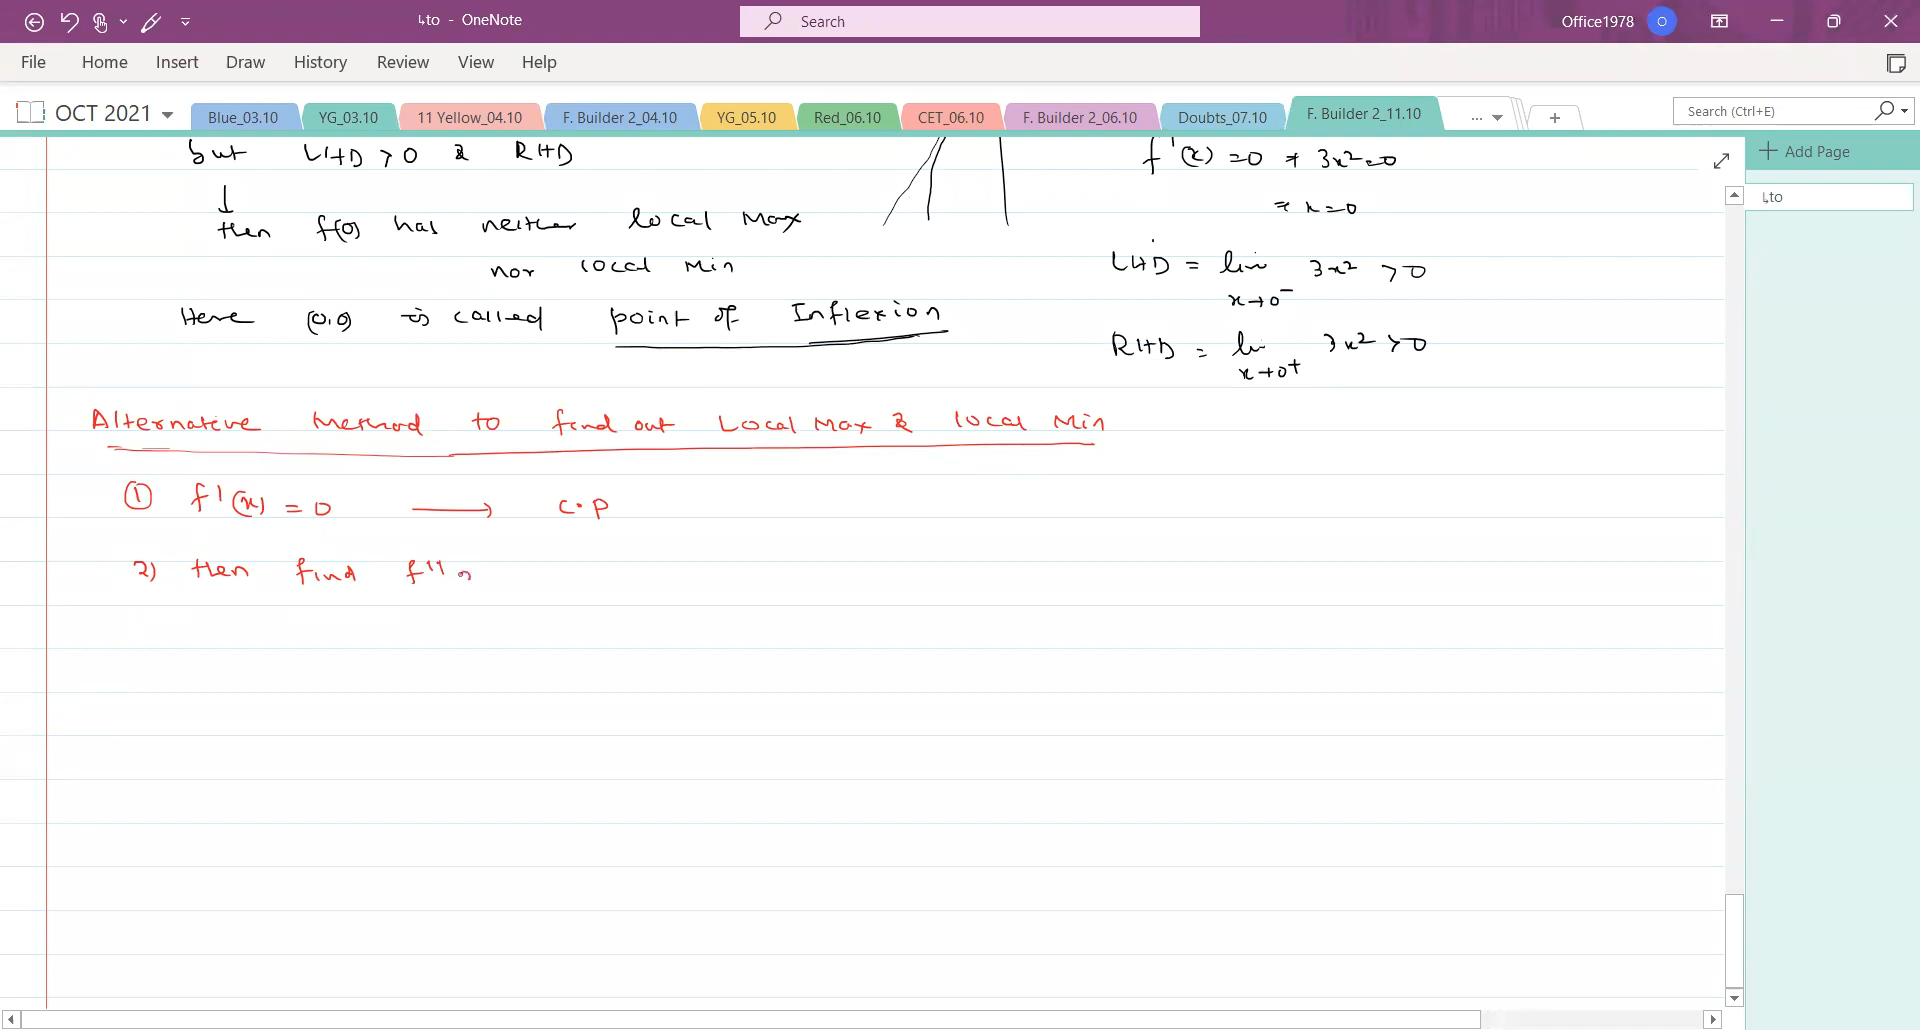 ↳to - OneNote
Search
Office1978
O
File Home Insert Draw History Review View Help
OCT 2021
Blue_03.10 YG_03.10 11 Yellow_04.10 F. Builder 2_04.10 YG_05.10 Red_06.10 CET_06.10 F. Builder 2_06.10 Doubts_07.10 F. Builder 2_11.10 ...
Search (Ctrl+E)
Add Page
↳to
but LHD > 0 & RHD
↓
then f(0) has neither local Max
nor local Min
Here (0,0) is called point of Inflexion
f'(x) = 0 ⇒ 3x² = 0
⇒ x = 0
LHD = lim 3x² > 0
x→0⁻
RHD = lim 3x² > 0
x→0⁺
Alternative Method to find out Local Max & local Min
① f'(x) = 0 ⟶ C.P
2) then find f''